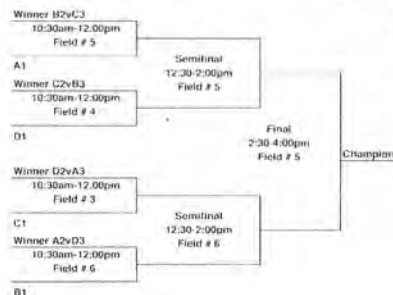 Winner B2vC3
10:30am-12:00pm
Field # 5
A1
Winner C2vB3
10:30am-12:00pm
Field # 4
D1
Semifinal
12:30-2:00pm
Field # 5
Final
2:30-4:00pm
Field # 5
Champion
Winner D2vA3
10:30am-12:00pm
Field # 3
C1
Winner A2vD3
10:30am-12:00pm
Field # 6
B1
Semifinal
12:30-2:00pm
Field # 6